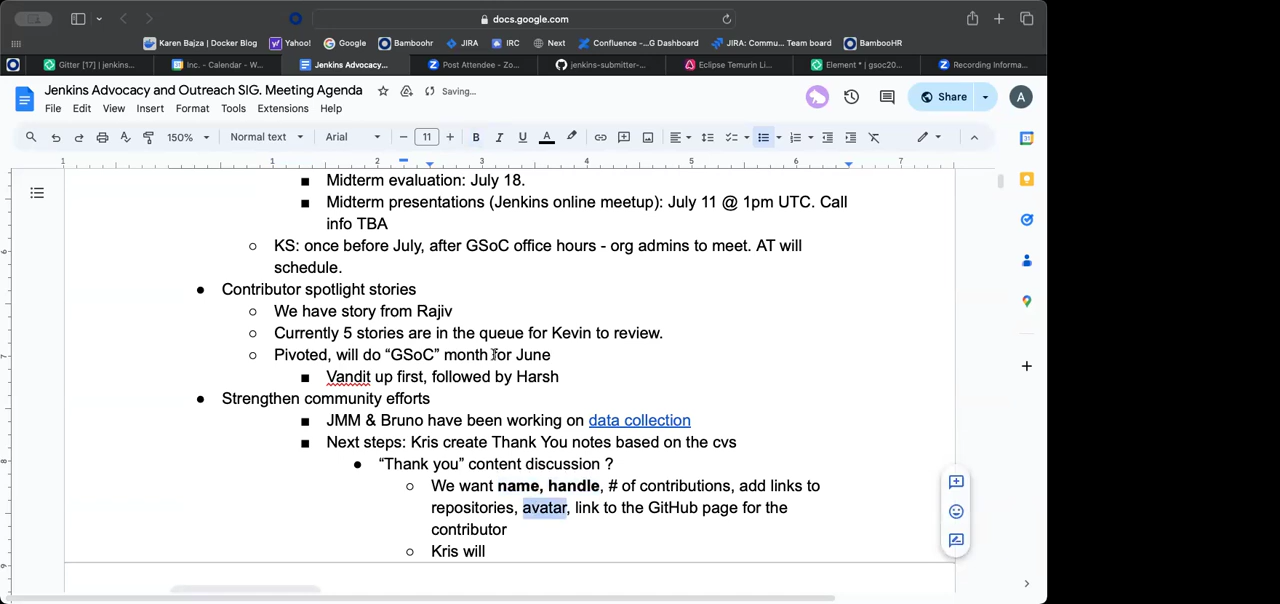 docs.google.com
Karen Bajza | Docker Blog Yahoo! Google Bamboohr JIRA IRC Next Confluence ...G Dashboard JIRA: Commu... Team board BambooHR
Gitter [17] | jenkins... Inc. - Calendar - W... Jenkins Advocacy... Post Attendee - Zo... jenkins-submitter-... Eclipse Temurin Li... Element * | gsoc20... Recording Informa...
Jenkins Advocacy and Outreach SIG. Meeting Agenda Saving...
File Edit View Insert Format Tools Extensions Help
Share A
150% Normal text Arial 11 B I U A
1 1 2 3 4 5 6 7
■ Midterm evaluation: July 18.
■ Midterm presentations (Jenkins online meetup): July 11 @ 1pm UTC. Call
info TBA
○ KS: once before July, after GSoC office hours - org admins to meet. AT will
schedule.
● Contributor spotlight stories
○ We have story from Rajiv
○ Currently 5 stories are in the queue for Kevin to review.
○ Pivoted, will do “GSoC” month for June
■ Vandit up first, followed by Harsh
● Strengthen community efforts
■ JMM & Bruno have been working on data collection
■ Next steps: Kris create Thank You notes based on the cvs
● “Thank you” content discussion ?
○ We want name, handle, # of contributions, add links to
repositories, avatar, link to the GitHub page for the
contributor
○ Kris will